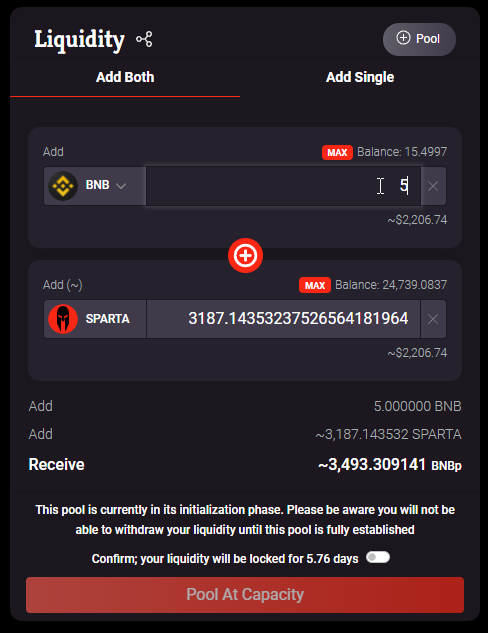 Liquidity
Pool
Add Both Add Single
Add MAX Balance: 15.4997
BNB 5
~$2,206.74
Add (~) MAX Balance: 24,739.0837
SPARTA 3187.14353237526564181964
~$2,206.74
Add 5.000000 BNB
Add ~3,187.143532 SPARTA
Receive ~3,493.309141 BNBp
This pool is currently in its initialization phase. Please be aware you will not be
able to withdraw your liquidity until this pool is fully established
Confirm; your liquidity will be locked for 5.76 days
Pool At Capacity